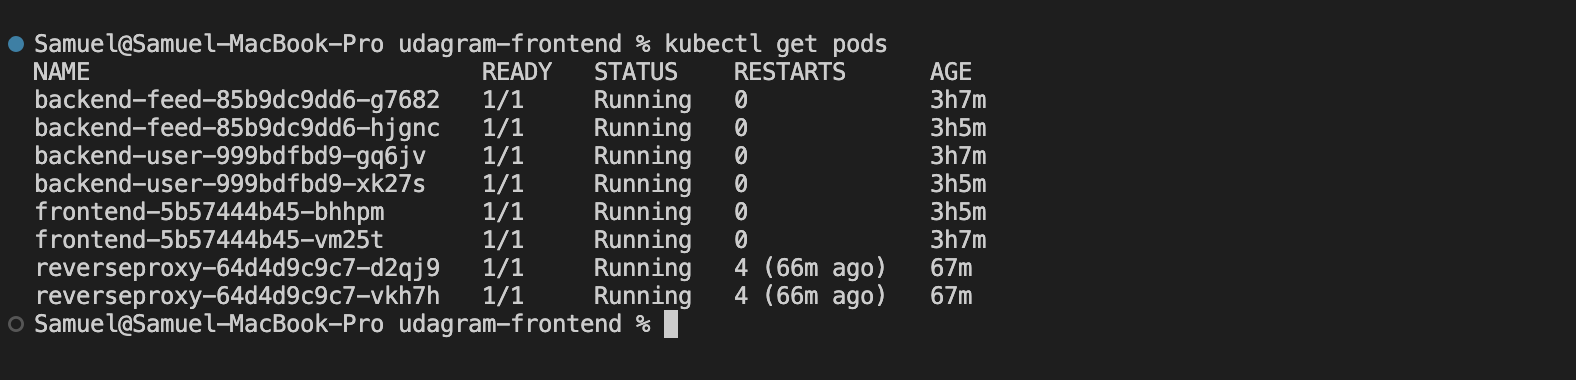 Samuel@Samuel-MacBook-Pro udagram-frontend % kubectl get pods
NAME READY STATUS RESTARTS AGE
backend-feed-85b9dc9dd6-g7682 1/1 Running 0 3h7m
backend-feed-85b9dc9dd6-hjgnc 1/1 Running 0 3h5m
backend-user-999bdfbd9-gq6jv 1/1 Running 0 3h7m
backend-user-999bdfbd9-xk27s 1/1 Running 0 3h5m
frontend-5b57444b45-bhhpm 1/1 Running 0 3h5m
frontend-5b57444b45-vm25t 1/1 Running 0 3h7m
reverseproxy-64d4d9c9c7-d2qj9 1/1 Running 4 (66m ago) 67m
reverseproxy-64d4d9c9c7-vkh7h 1/1 Running 4 (66m ago) 67m
Samuel@Samuel-MacBook-Pro udagram-frontend %